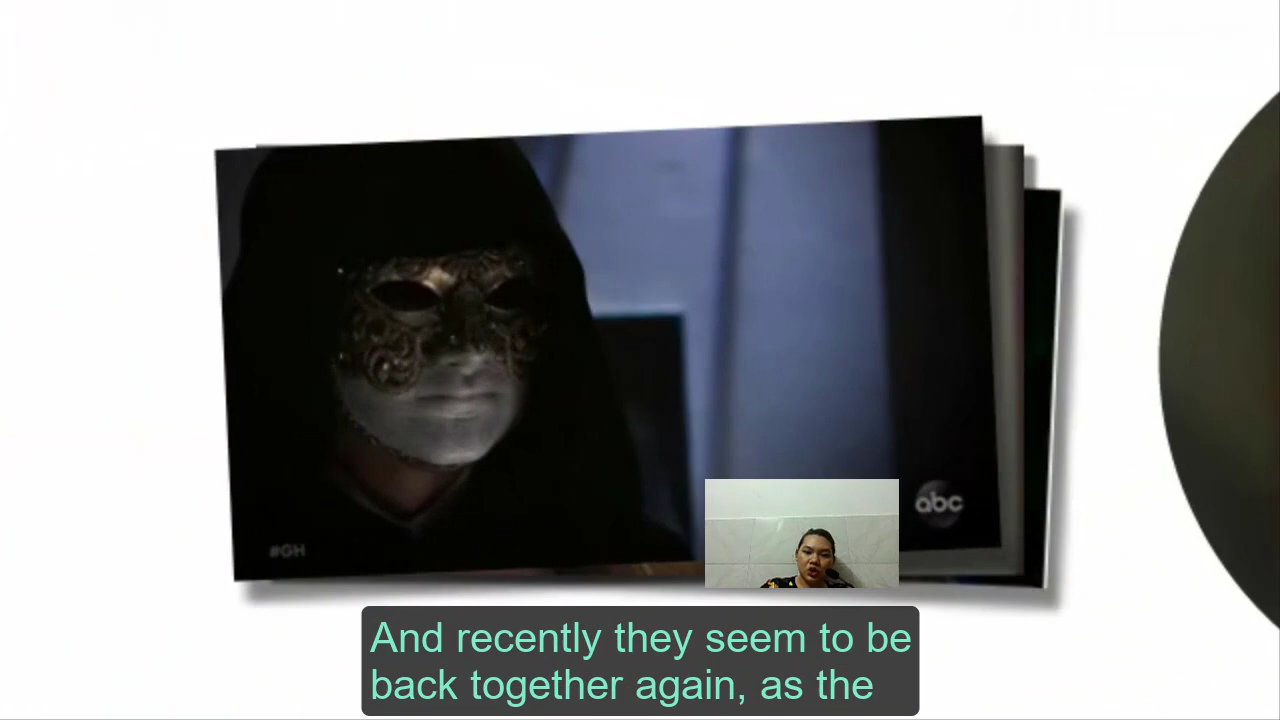 abc
#GH
And recently they seem to be
back together again, as the